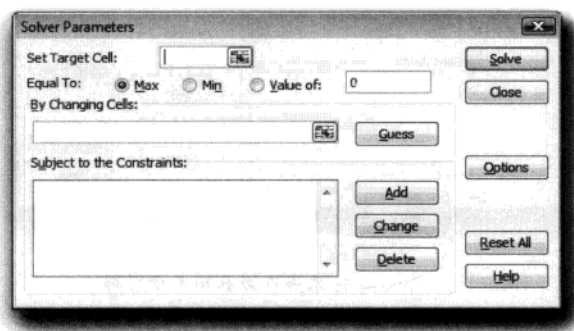 Solver Parameters
Set Target Cell:
Solve
Equal To: Max Min Value of: 0
Close
By Changing Cells:
Guess
Subject to the Constraints:
Options
Add
Change
Reset All
Delete
Help